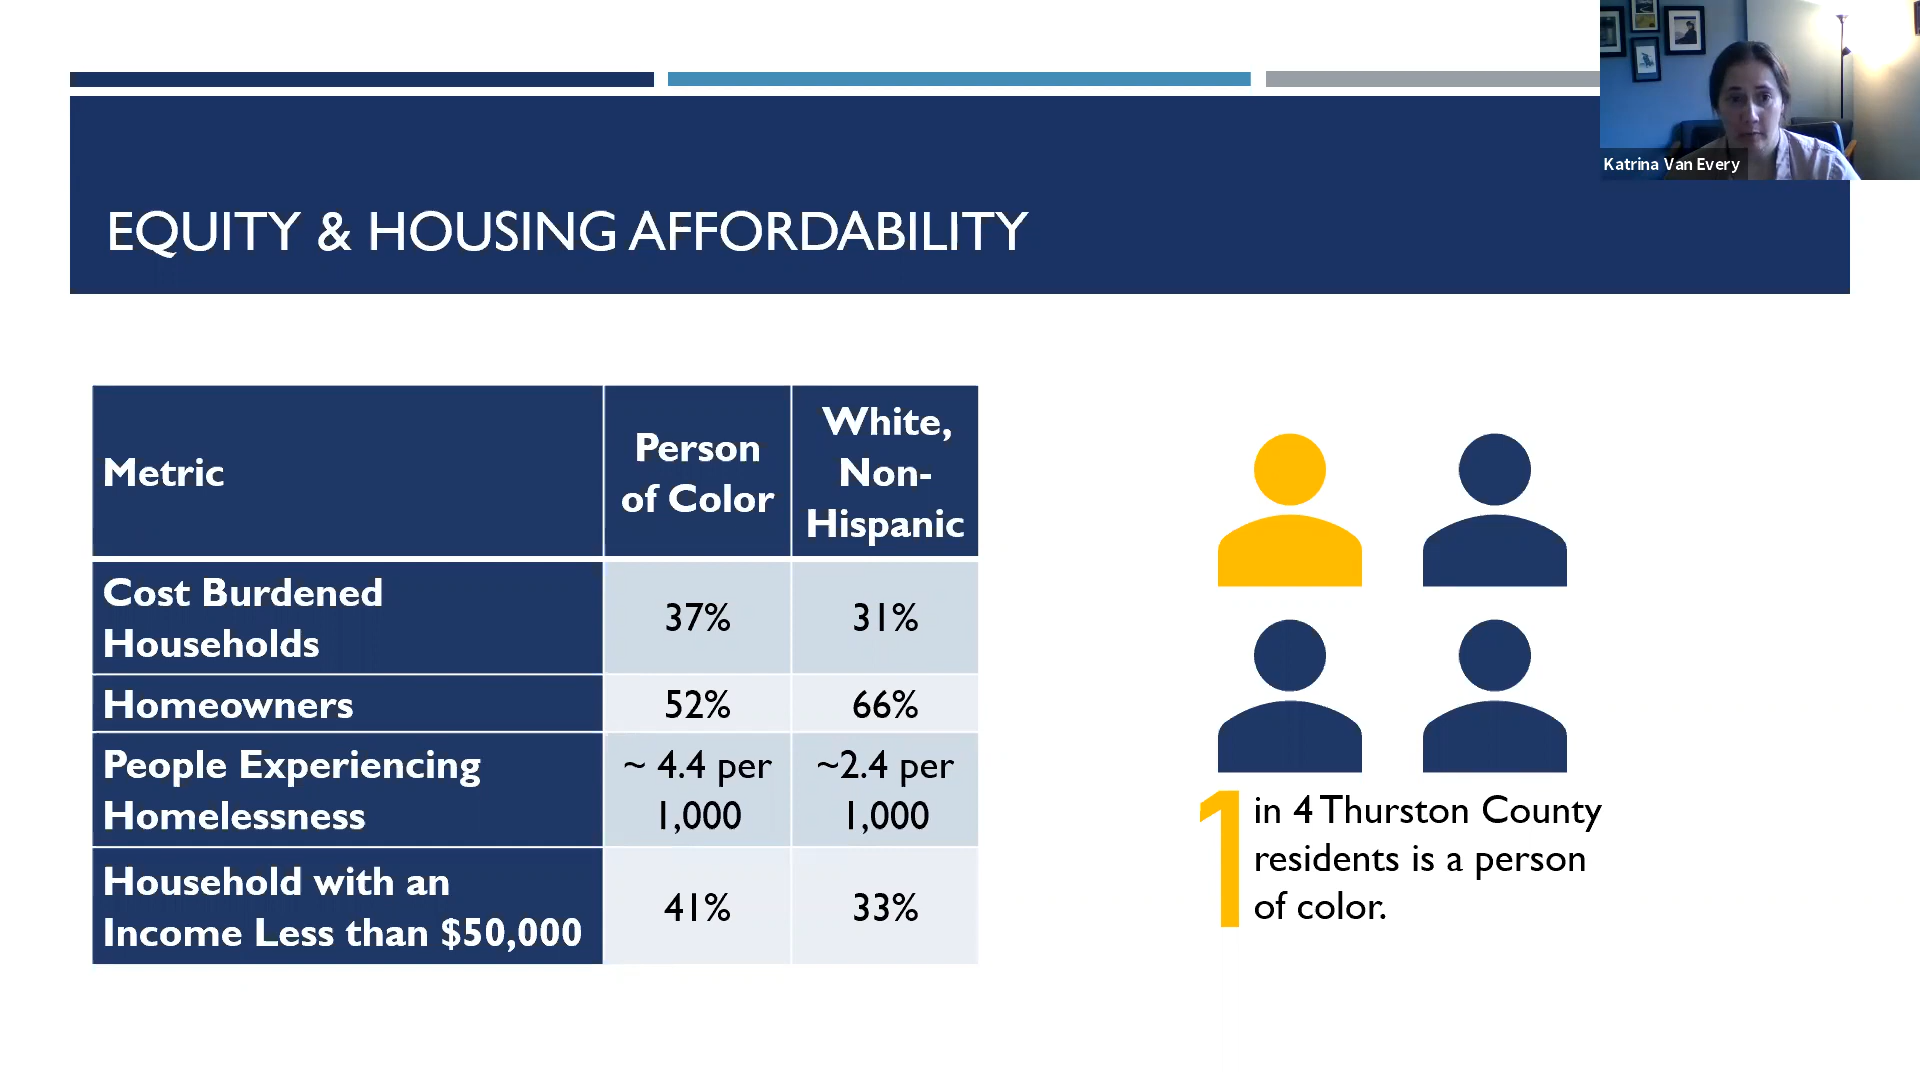 Katrina Van Every
EQUITY & HOUSING AFFORDABILITY
Metric
Person
of Color
White,
Non-
Hispanic
Cost Burdened
Households
37%
31%
Homeowners
52%
66%
People Experiencing
Homelessness
~ 4.4 per
1,000
~2.4 per
1,000
Household with an
Income Less than $50,000
41%
33%
1 in 4 Thurston County
residents is a person
of color.